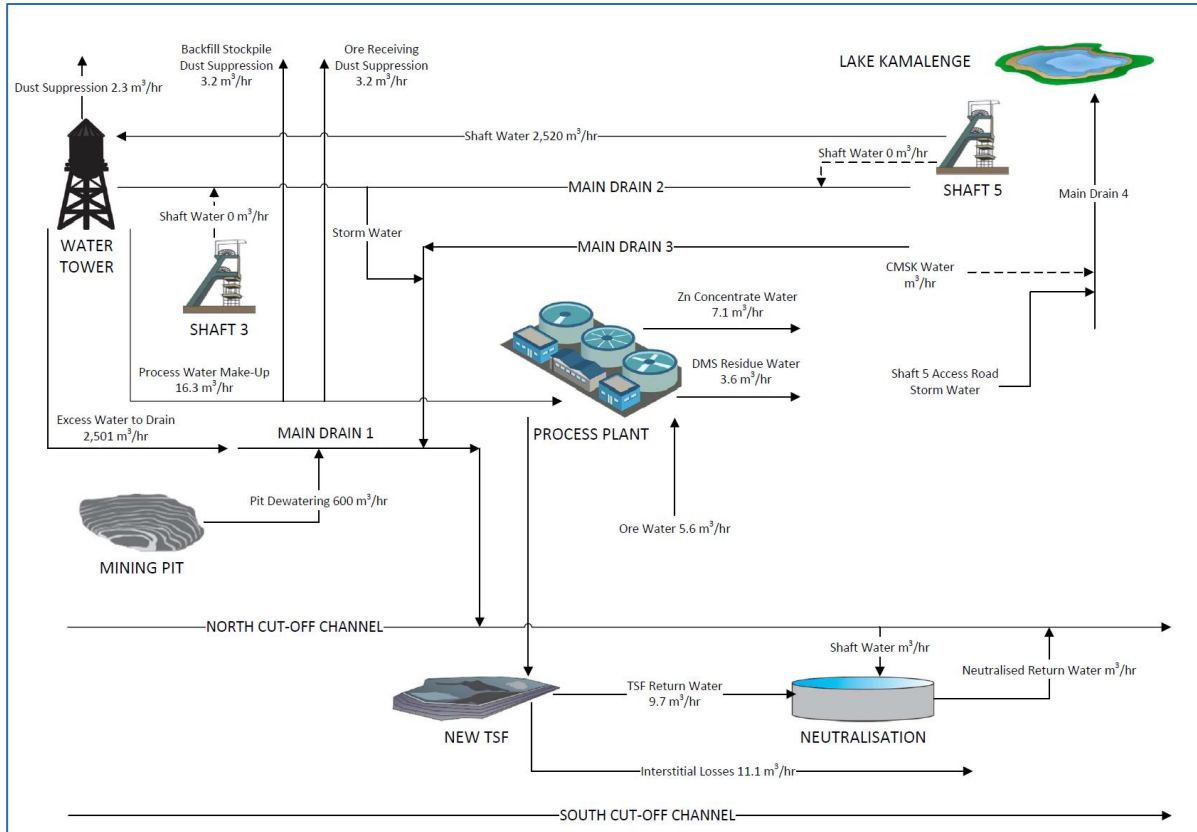 Backfill Stockpile
Dust Suppression
3.2 m³/hr
Ore Receiving
Dust Suppression
3.2 m³/hr
LAKE KAMALENGE
Dust Suppression 2.3 m³/hr
Shaft Water 2,520 m³/hr
Shaft Water 0 m³/hr
MAIN DRAIN 2
SHAFT 5
Main Drain 4
Shaft Water 0 m³/hr
Storm Water
WATER
TOWER
MAIN DRAIN 3
CMSK Water
m³/hr
SHAFT 3
Zn Concentrate Water
7.1 m³/hr
DMS Residue Water
3.6 m³/hr
Process Water Make-Up
16.3 m³/hr
Shaft 5 Access Road
Storm Water
Excess Water to Drain
2,501 m³/hr
MAIN DRAIN 1
PROCESS PLANT
Pit Dewatering 600 m³/hr
Ore Water 5.6 m³/hr
MINING PIT
NORTH CUT-OFF CHANNEL
Shaft Water m³/hr
Neutralised Return Water m³/hr
TSF Return Water
9.7 m³/hr
NEW TSF
NEUTRALISATION
Interstitial Losses 11.1 m³/hr
SOUTH CUT-OFF CHANNEL